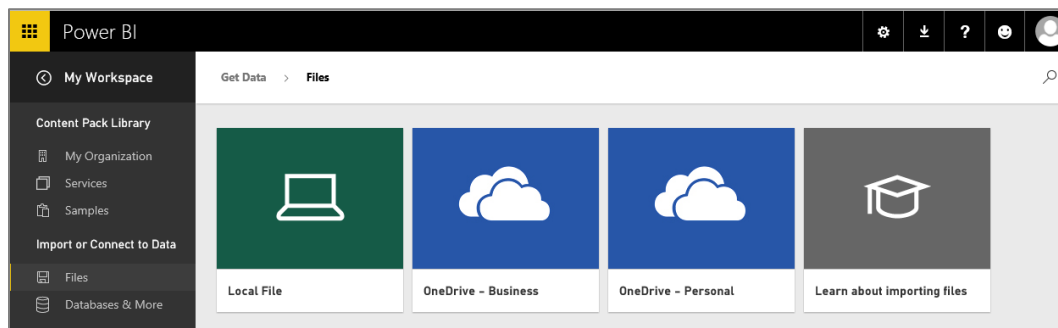 Power BI
?
My Workspace
Get Data > Files
Content Pack Library
My Organization
Services
Samples
Import or Connect to Data
Files
Databases & More
Local File
OneDrive – Business
OneDrive – Personal
Learn about importing files